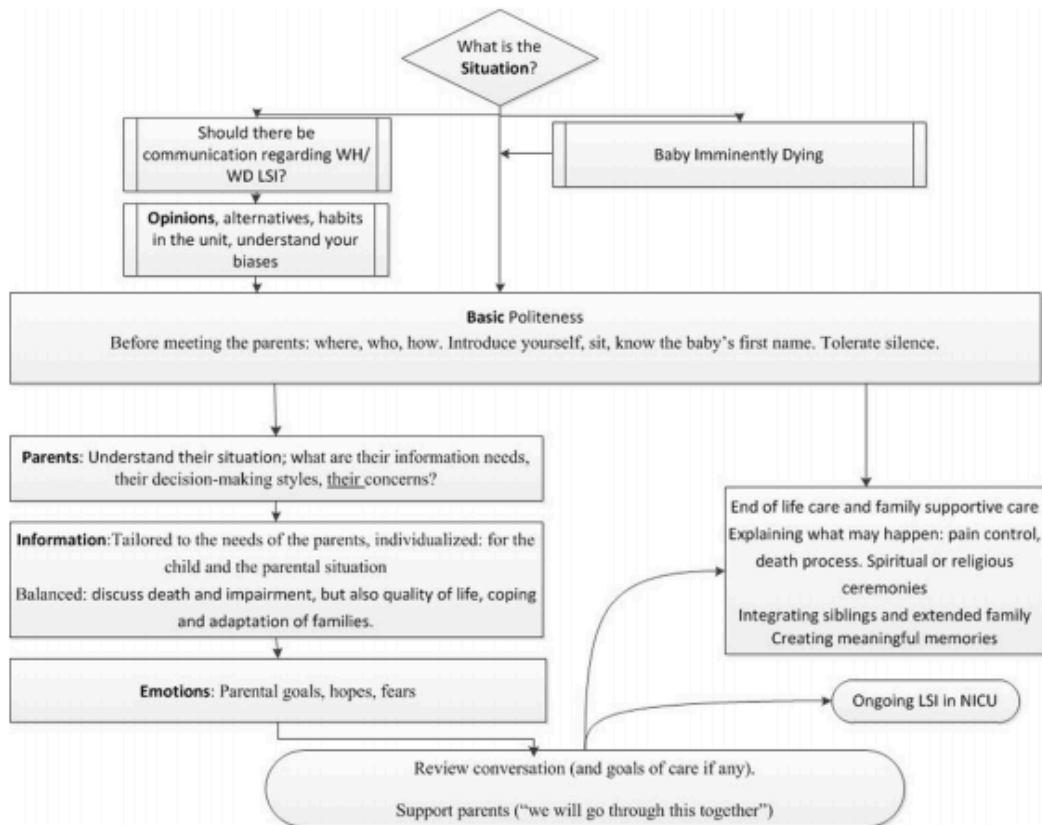 What is the
Situation?
Should there be
communication regarding WH/
WD LSI?
Baby Imminently Dying
Opinions, alternatives, habits
in the unit, understand your
biases
Basic Politeness
Before meeting the parents: where, who, how. Introduce yourself, sit, know the baby's first name. Tolerate silence.
Parents: Understand their situation; what are their information needs,
their decision-making styles, their concerns?
Information:Tailored to the needs of the parents, individualized: for the
child and the parental situation
Balanced: discuss death and impairment, but also quality of life, coping
and adaptation of families.
Emotions: Parental goals, hopes, fears
End of life care and family supportive care
Explaining what may happen: pain control,
death process. Spiritual or religious
ceremonies
Integrating siblings and extended family
Creating meaningful memories
Ongoing LSI in NICU
Review conversation (and goals of care if any).
Support parents (“we will go through this together”)